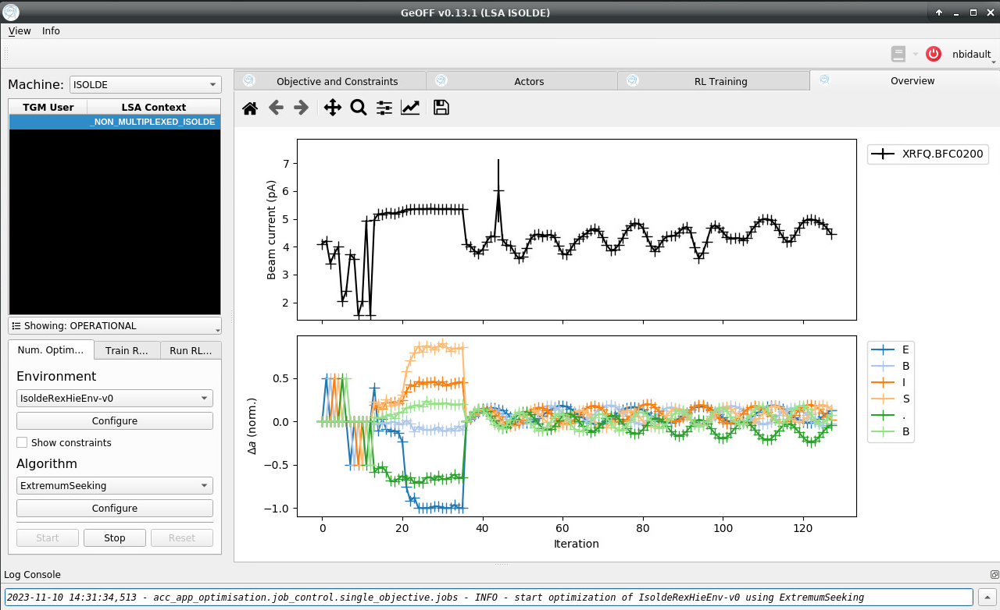 GeOFF v0.13.1 (LSA ISOLDE)
View Info
nbidault
Machine: ISOLDE
TGM User LSA Context
_NON_MULTIPLEXED_ISOLDE
Showing: OPERATIONAL
Num. Optim... Train R... Run RL...
Environment
IsoldeRexHieEnv-v0
Configure
Show constraints
Algorithm
ExtremumSeeking
Configure
Start Stop Reset
Objective and Constraints Actors RL Training Overview
Beam current (pA)
7
6
5
4
3
2
XRFQ.BFC0200
Δa (norm.)
0.5
0.0
−0.5
−1.0
0 20 40 60 80 100 120
Iteration
E
B
I
S
.
B
Log Console
2023-11-10 14:31:34,513 - acc_app_optimisation.job_control.single_objective.jobs - INFO - start optimization of IsoldeRexHieEnv-v0 using ExtremumSeeking